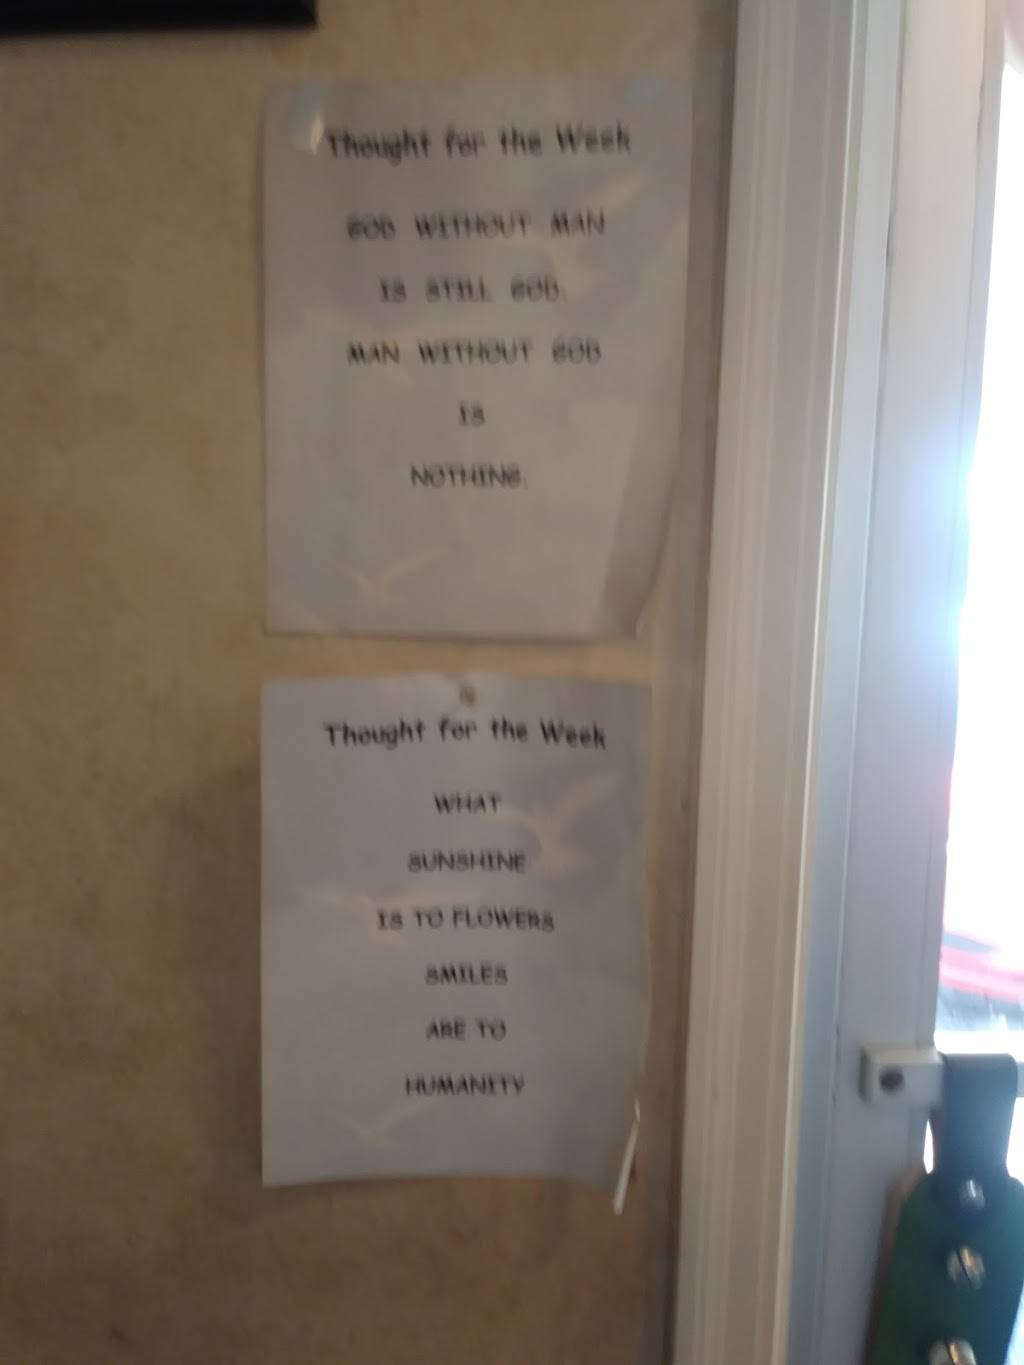 Thought for the Week
GOD WITHOUT MAN
IS STILL GOD.
MAN WITHOUT GOD
IS
NOTHING.
Thought for the Week
WHAT
SUNSHINE
IS TO FLOWERS
SMILES
ARE TO
HUMANITY